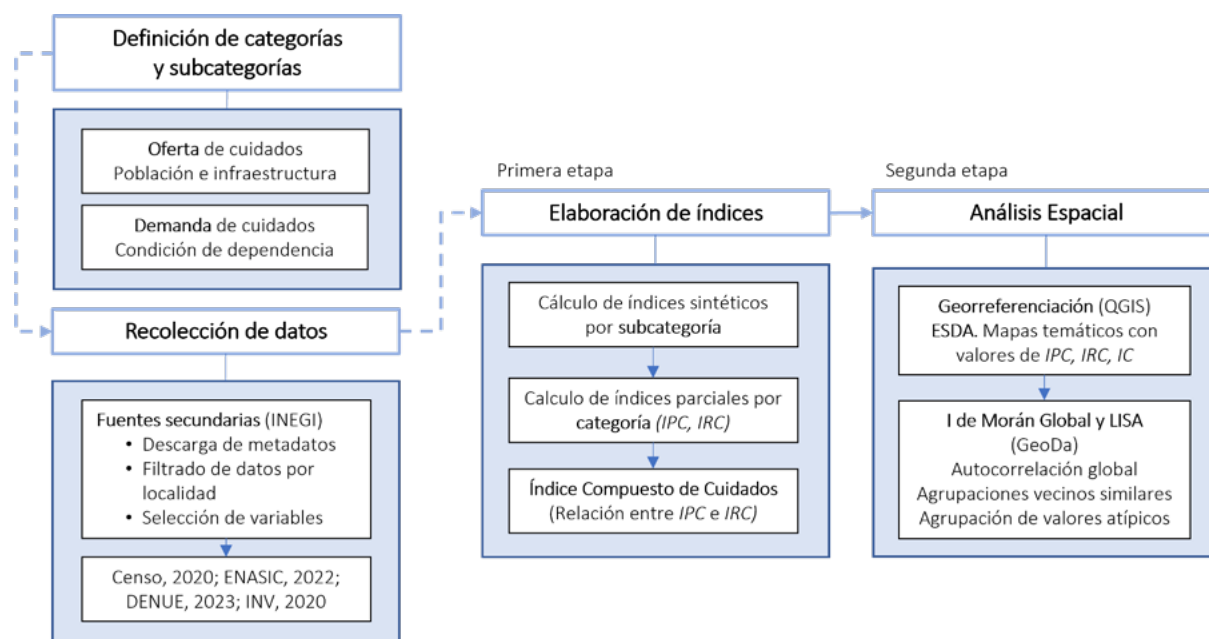 Definición de categorías
y subcategorías
Oferta de cuidados
Población e infraestructura
Demanda de cuidados
Condición de dependencia
Recolección de datos
Fuentes secundarias (INEGI)
• Descarga de metadatos
• Filtrado de datos por
localidad
• Selección de variables
Censo, 2020; ENASIC, 2022;
DENUE, 2023; INV, 2020
Primera etapa
Elaboración de índices
Cálculo de índices sintéticos
por subcategoría
Calculo de índices parciales por
categoría (IPC, IRC)
Índice Compuesto de Cuidados
(Relación entre IPC e IRC)
Segunda etapa
Análisis Espacial
Georreferenciación (QGIS)
ESDA. Mapas temáticos con
valores de IPC, IRC, IC
I de Morán Global y LISA
(GeoDa)
Autocorrelación global
Agrupaciones vecinos similares
Agrupación de valores atípicos